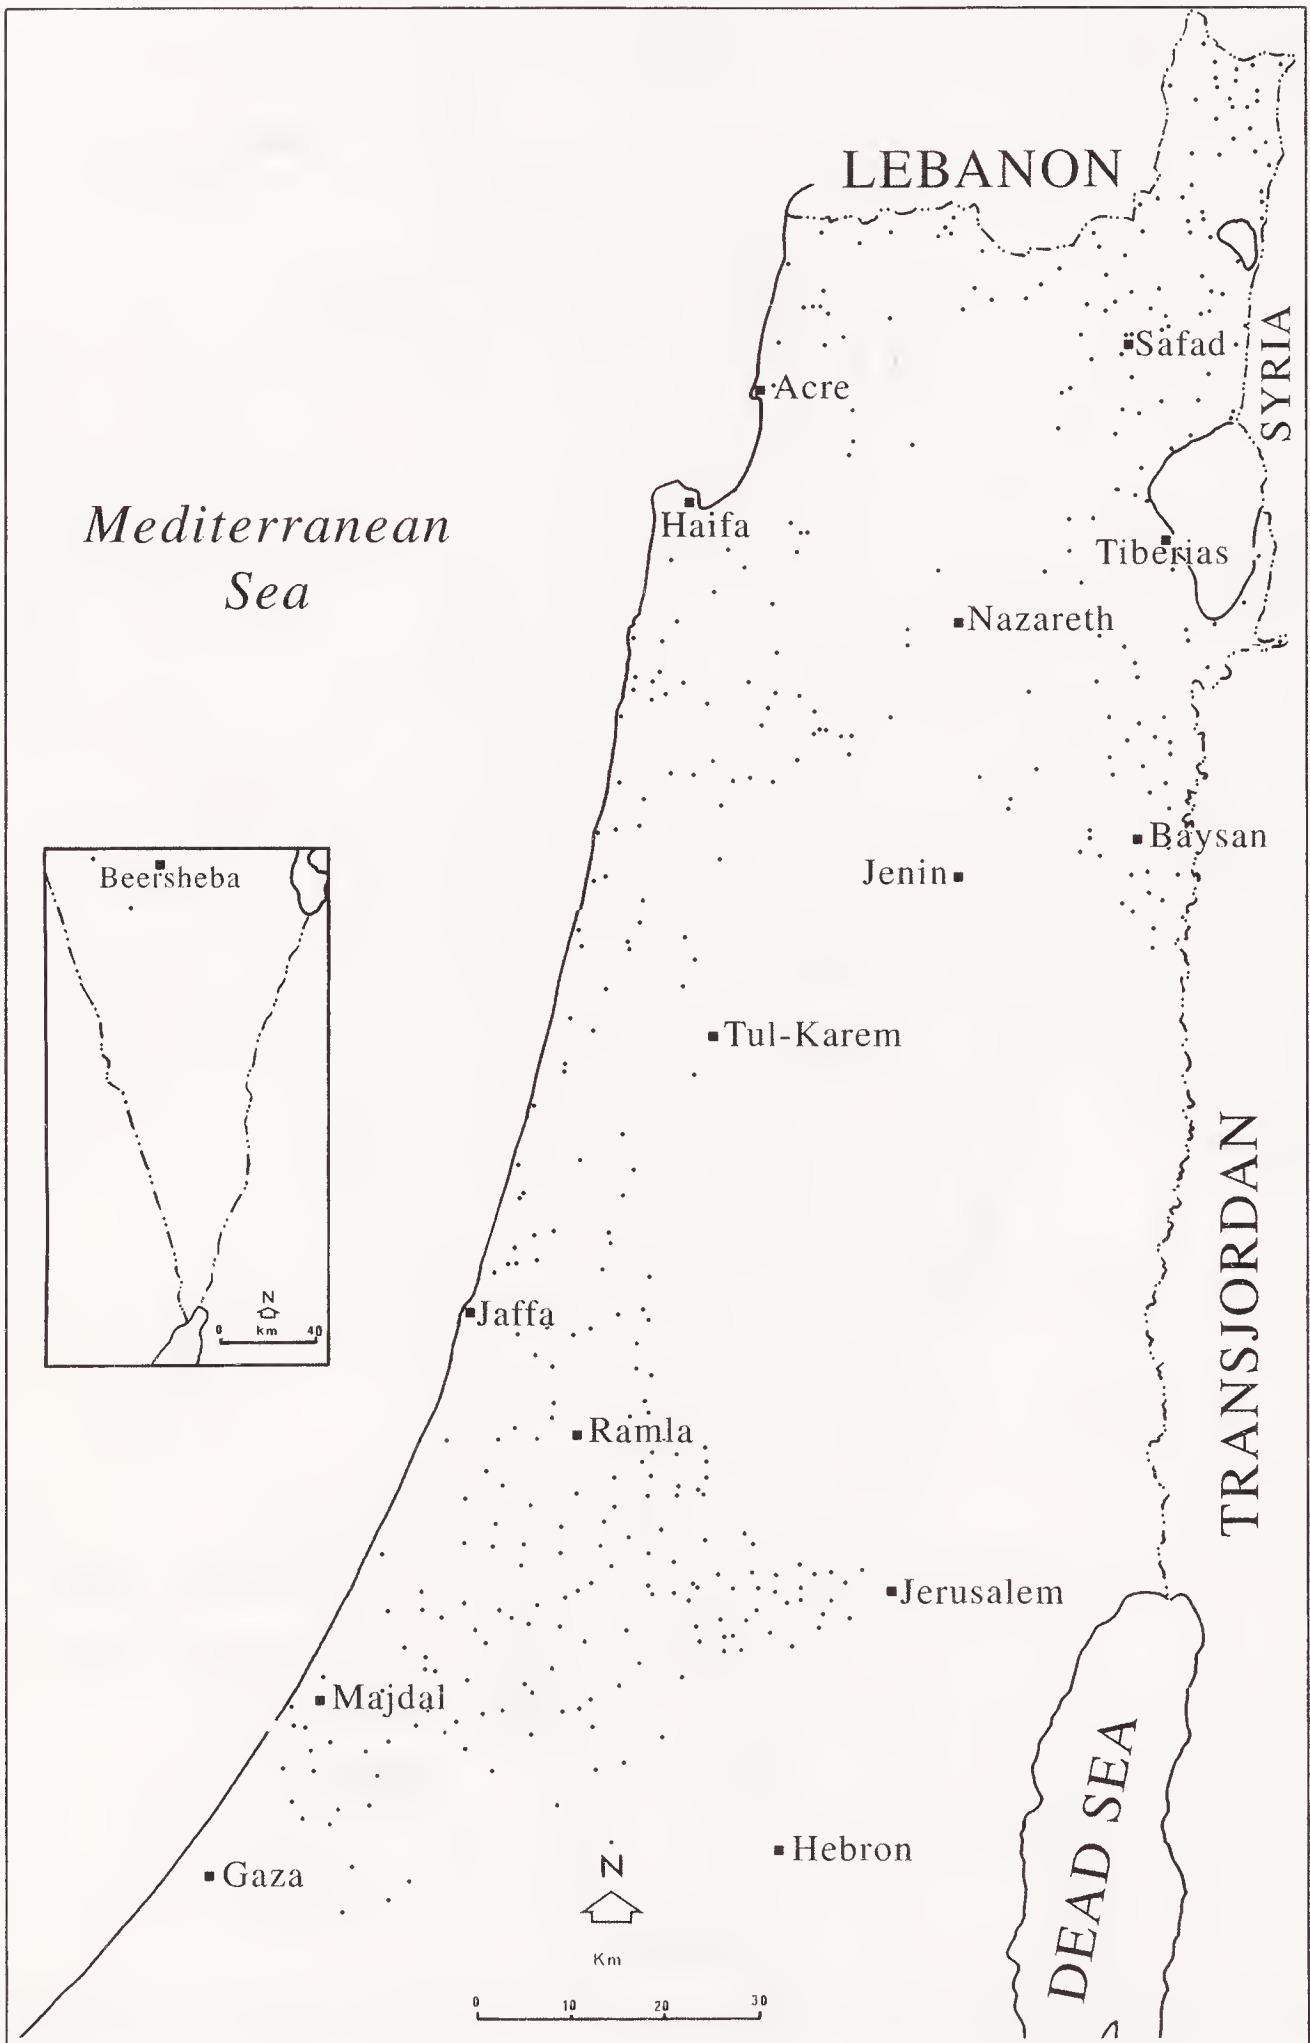 LEBANON
Safad
SYRIA
Acre
Mediterranean
Sea
Haifa
Tiberias
Nazareth
Baysan
Jenin
Beersheba
Tul-Karem
TRANSJORDAN
N
km
0 40
Jaffa
Ramla
Jerusalem
Majdal
DEAD SEA
Hebron
Gaza
N
Km
0 10 20 30